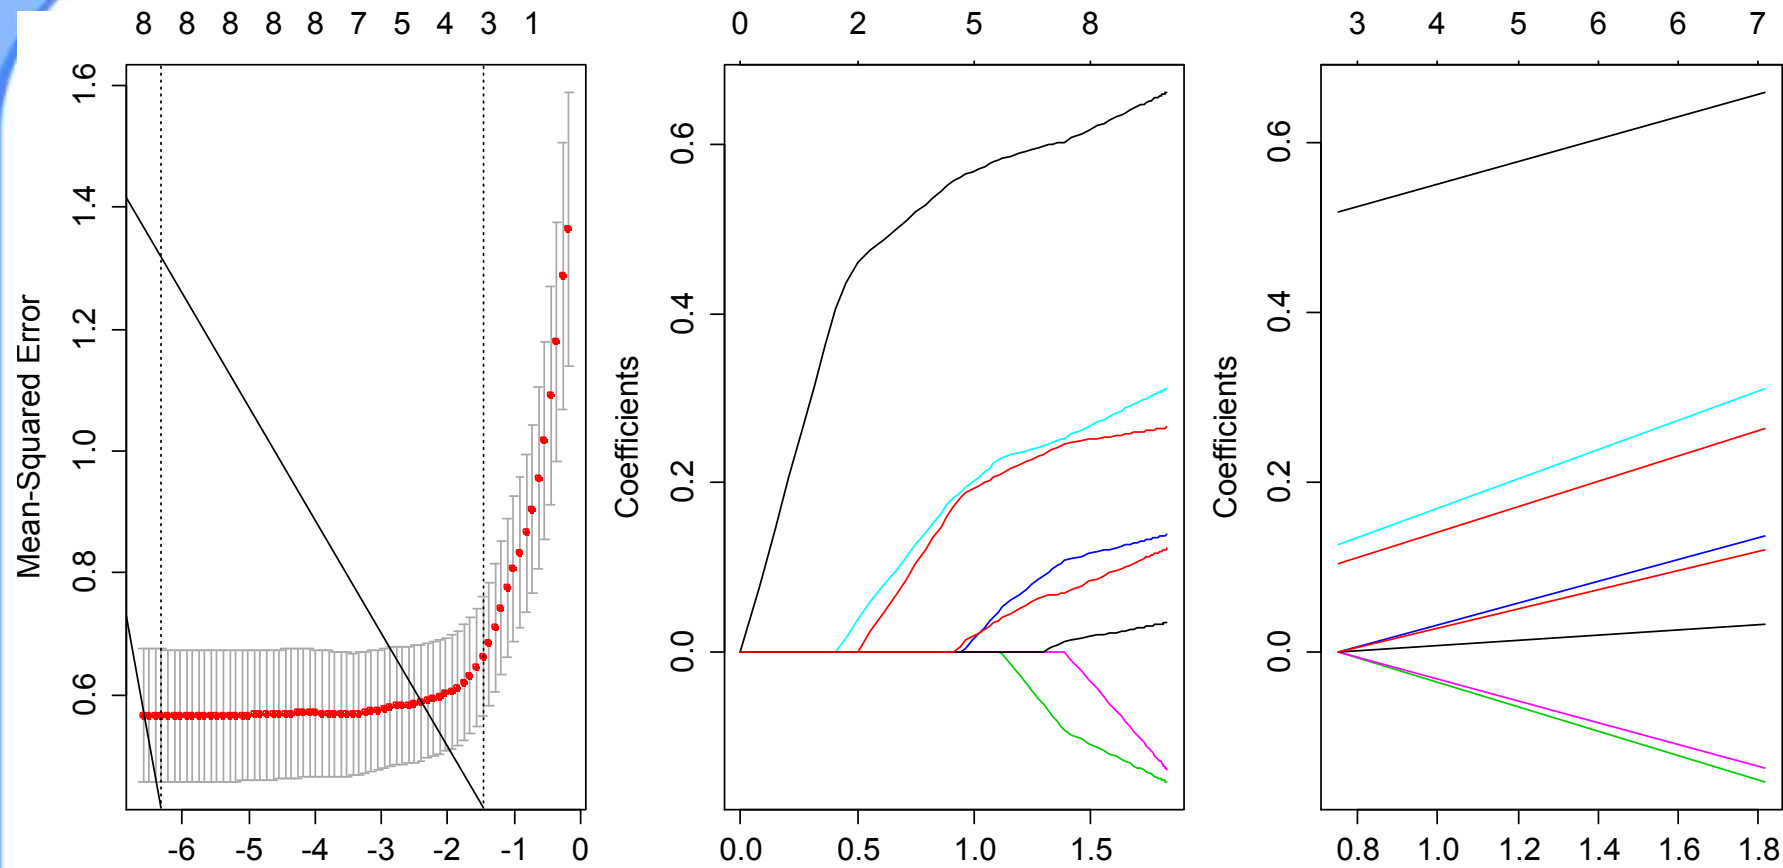 8 8 8 8 8 7 5 4 3 1
Mean-Squared Error
0.6 0.8 1.0 1.2 1.4 1.6
-6 -5 -4 -3 -2 -1 0
0 2 5 8
Coefficients
0.0 0.2 0.4 0.6
0.0 0.5 1.0 1.5
3 4 5 6 6 7
Coefficients
0.0 0.2 0.4 0.6
0.8 1.0 1.2 1.4 1.6 1.8